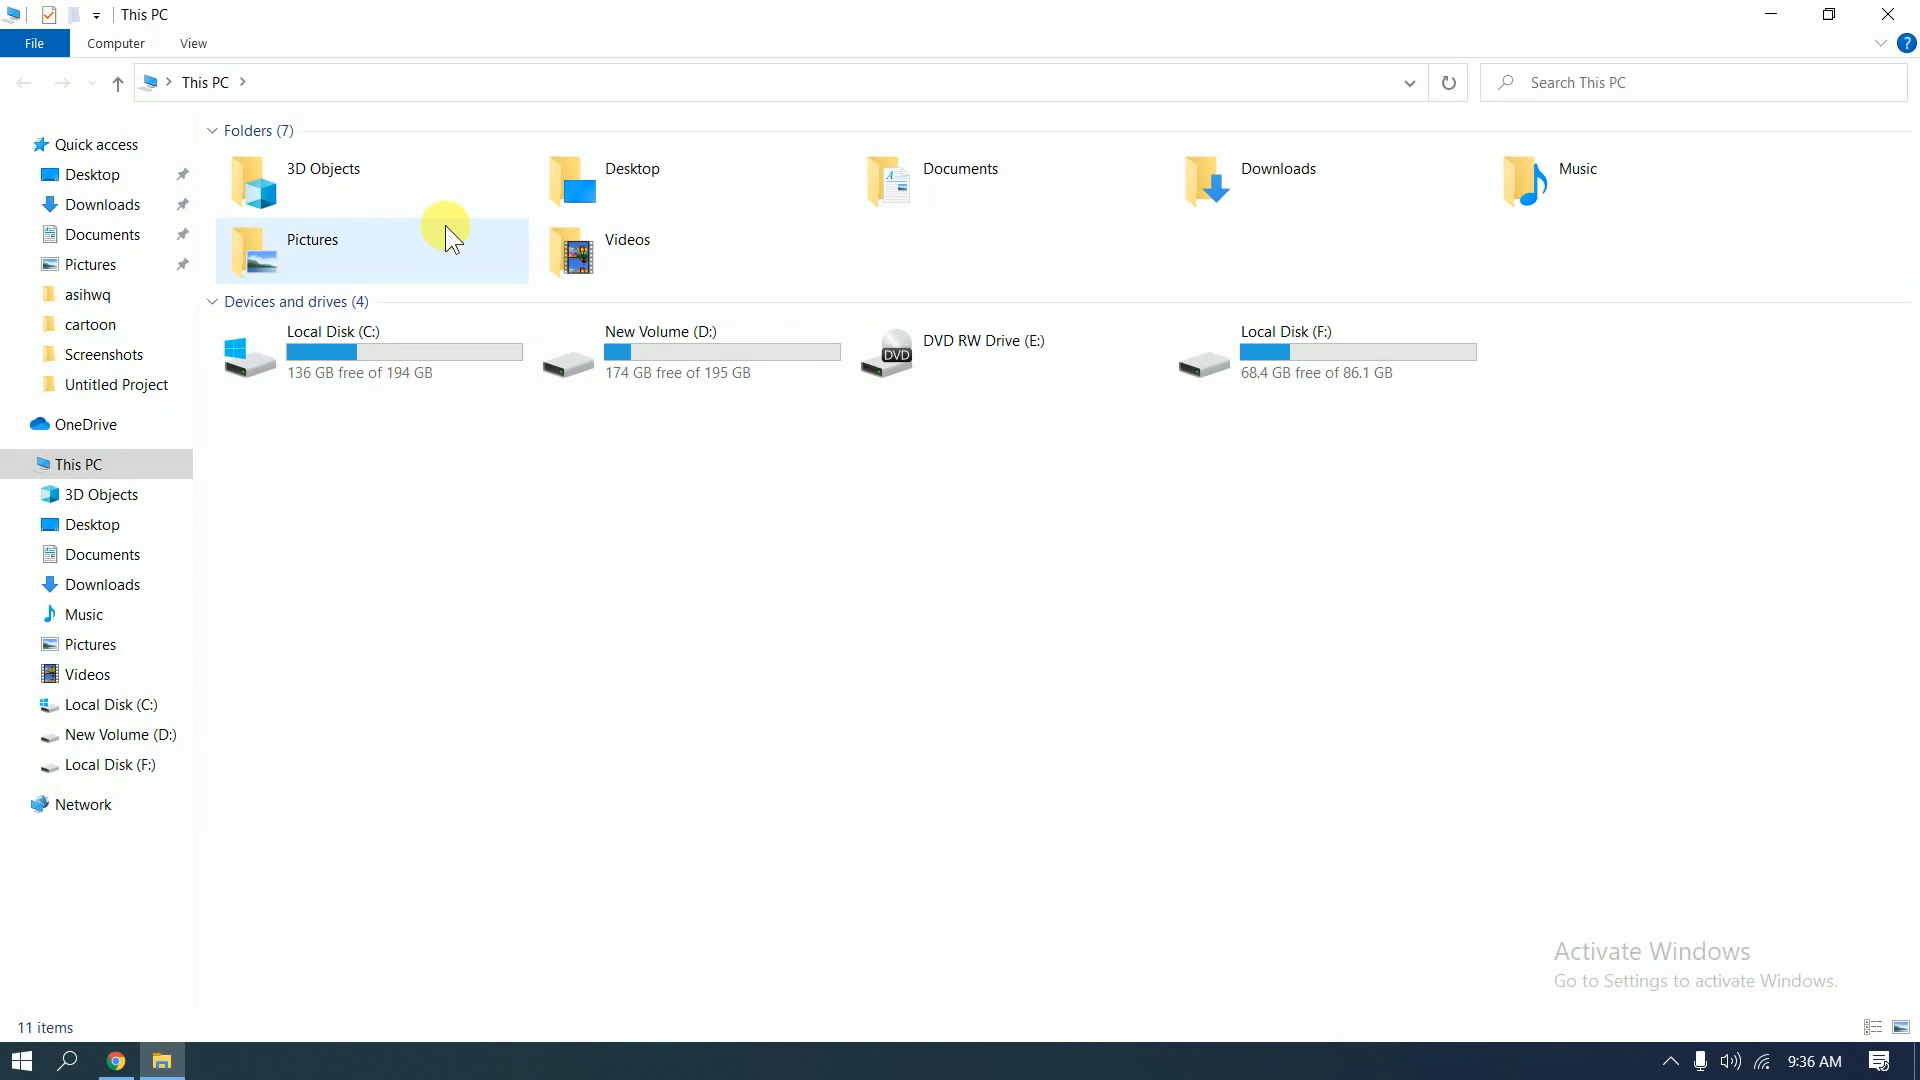 This PC
File Computer View
This PC
Search This PC
Quick access
Desktop
Downloads
Documents
Pictures
asihwq
cartoon
Screenshots
Untitled Project
OneDrive
This PC
3D Objects
Desktop
Documents
Downloads
Music
Pictures
Videos
Local Disk (C:)
New Volume (D:)
Local Disk (F:)
Network
Folders (7)
3D Objects
Desktop
Documents
Downloads
Music
Pictures
Videos
Devices and drives (4)
Local Disk (C:)
136 GB free of 194 GB
New Volume (D:)
174 GB free of 195 GB
DVD
DVD RW Drive (E:)
Local Disk (F:)
68.4 GB free of 86.1 GB
Activate Windows
Go to Settings to activate Windows.
11 items
9:36 AM